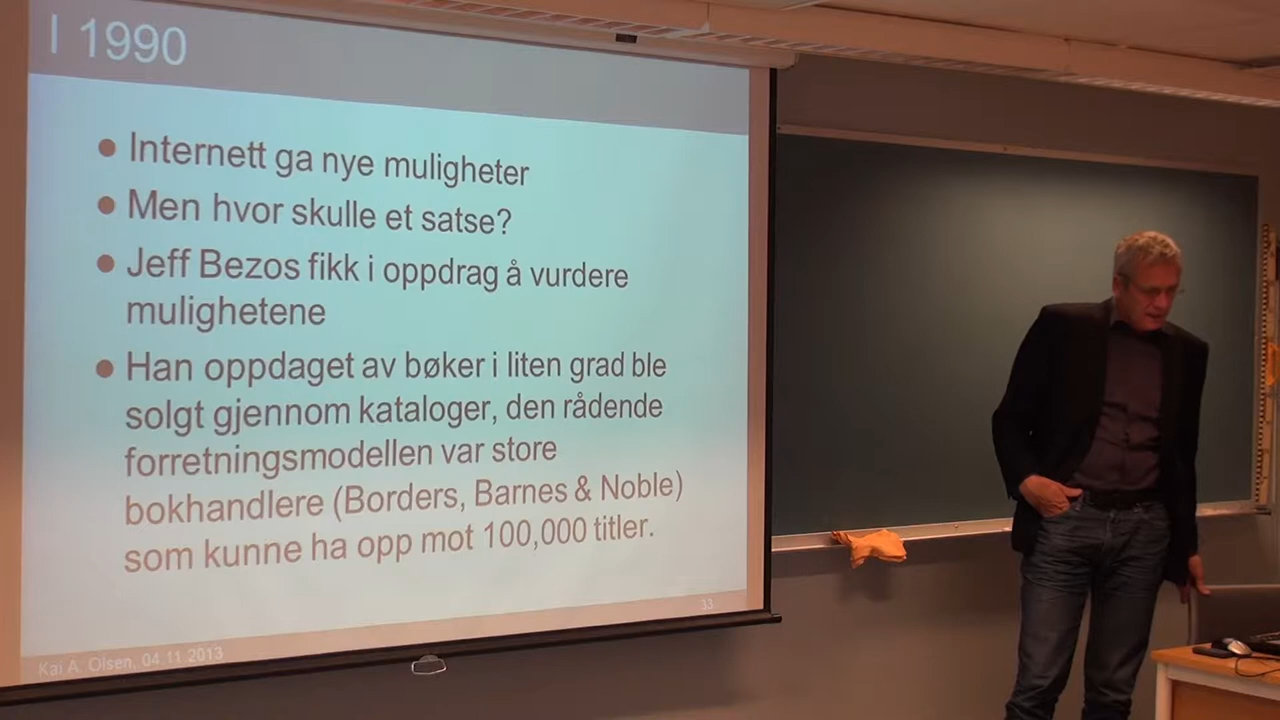 I 1990
● Internett ga nye muligheter
● Men hvor skulle et satse?
● Jeff Bezos fikk i oppdrag å vurdere
mulighetene
● Han oppdaget av bøker i liten grad ble
solgt gjennom kataloger, den rådende
forretningsmodellen var store
bokhandlere (Borders, Barnes & Noble)
som kunne ha opp mot 100,000 titler.
33
Kai A. Olsen, 04.11.2013